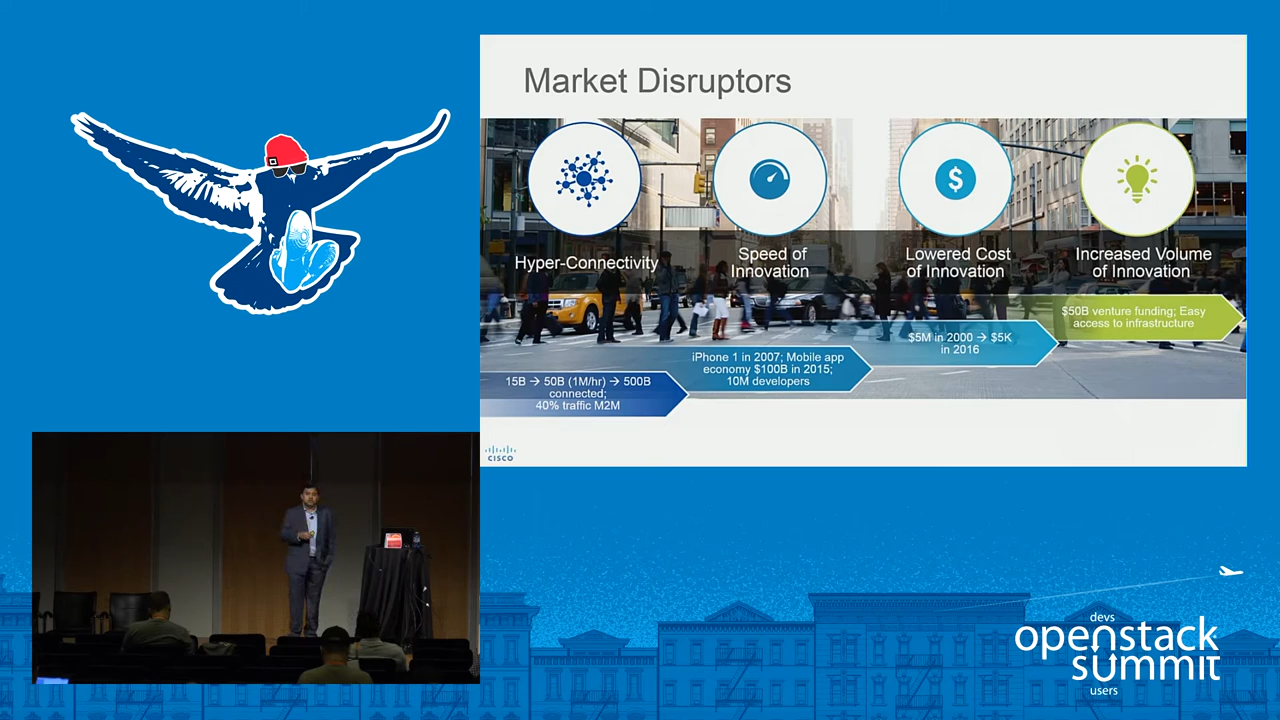 Market Disruptors
Hyper-Connectivity
Speed of
Innovation
Lowered Cost
of Innovation
Increased Volume
of Innovation
$
15B → 50B (1M/hr) → 500B
connected;
40% traffic M2M
iPhone 1 in 2007; Mobile app
economy $100B in 2015;
10M developers
$5M in 2000 → $5K
in 2016
$50B venture funding; Easy
access to infrastructure
CISCO
devs
openstack
summit
users